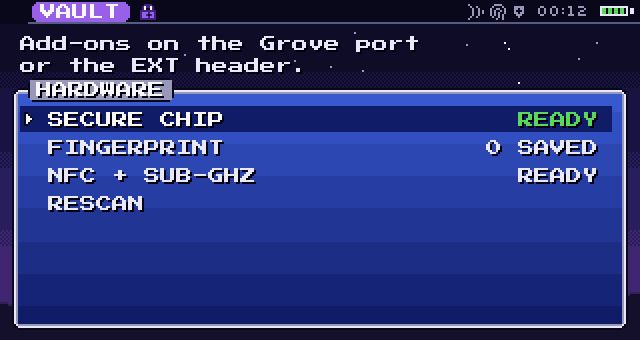 VAULT
00:12
Add-ons on the Grove port
or the EXT header.
HARDWARE
SECURE CHIP READY
FINGERPRINT 0 SAVED
NFC + SUB-GHZ READY
RESCAN